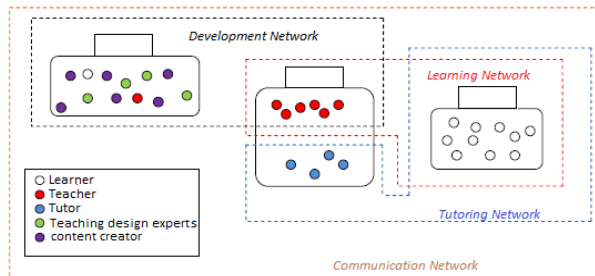 Development Network
Learning Network
Learner
Teacher
Tutor
Teaching design experts
content creator
Tutoring Network
Communication Network